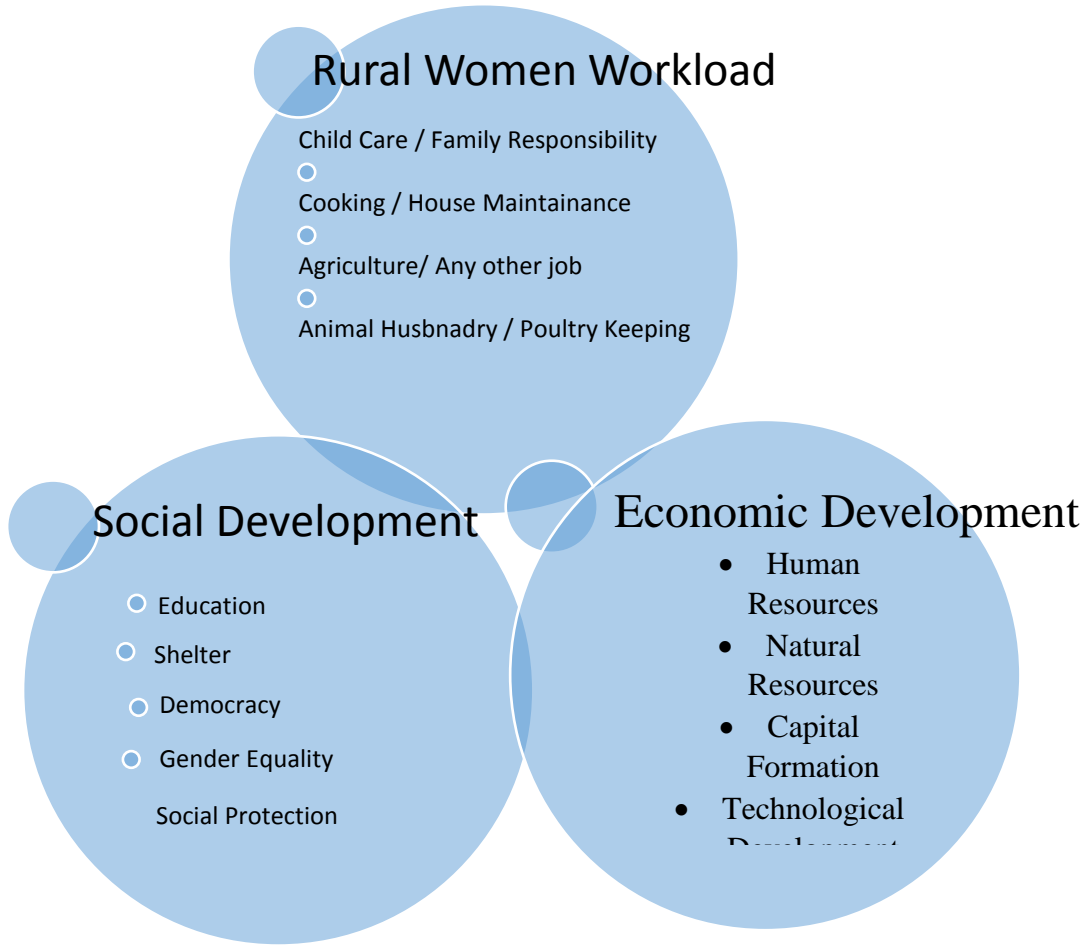 Rural Women Workload
Child Care / Family Responsibility
Cooking / House Maintainance
Agriculture/ Any other job
Animal Husbnadry / Poultry Keeping
Social Development
Education
Shelter
Democracy
Gender Equality
Social Protection
Economic Development
• Human
Resources
• Natural
Resources
• Capital
Formation
• Technological
Development